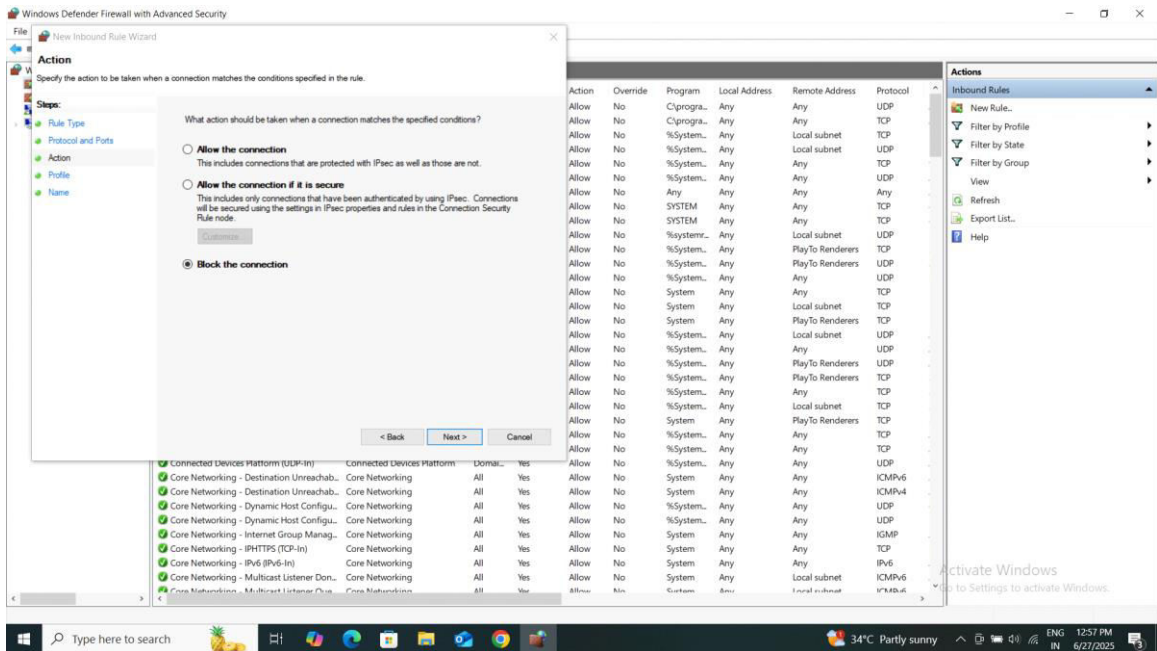 Windows Defender Firewall with Advanced Security
File
New Inbound Rule Wizard
Action
Specify the action to be taken when a connection matches the conditions specified in the rule.
Steps:
Rule Type
Protocol and Ports
Action
Profile
Name
What action should be taken when a connection matches the specified conditions?
Allow the connection
This includes connections that are protected with IPsec as well as those are not.
Allow the connection if it is secure
This includes only connections that have been authenticated by using IPsec. Connections
will be secured using the settings in IPsec properties and rules in the Connection Security
Rule node.
Customize...
Block the connection
< Back Next > Cancel
Action Override Program Local Address Remote Address Protocol
Allow No C:\progra... Any Any UDP
Allow No C:\progra... Any Any TCP
Allow No %System... Any Local subnet TCP
Allow No %System... Any Local subnet UDP
Allow No %System... Any Any TCP
Allow No %System... Any Any UDP
Allow No Any Any Any Any
Allow No SYSTEM Any Any TCP
Allow No SYSTEM Any Any TCP
Allow No %systemr... Any Local subnet UDP
Allow No %System... Any PlayTo Renderers TCP
Allow No %System... Any PlayTo Renderers UDP
Allow No %System... Any Any UDP
Allow No System Any Any TCP
Allow No System Any Local subnet TCP
Allow No System Any PlayTo Renderers TCP
Allow No %System... Any Local subnet UDP
Allow No %System... Any Any UDP
Allow No %System... Any PlayTo Renderers UDP
Allow No %System... Any PlayTo Renderers TCP
Allow No %System... Any Any TCP
Allow No %System... Any Local subnet TCP
Allow No System Any PlayTo Renderers TCP
Allow No %System... Any Any TCP
Allow No %System... Any Any TCP
Connected Devices Platform (UDP-In) Connected Devices Platform Domai... Yes Allow No %System... Any Any UDP
Core Networking - Destination Unreachab... Core Networking All Yes Allow No System Any Any ICMPv6
Core Networking - Destination Unreachab... Core Networking All Yes Allow No System Any Any ICMPv4
Core Networking - Dynamic Host Configu... Core Networking All Yes Allow No %System... Any Any UDP
Core Networking - Dynamic Host Configu... Core Networking All Yes Allow No %System... Any Any UDP
Core Networking - Internet Group Manag... Core Networking All Yes Allow No System Any Any IGMP
Core Networking - IPHTTPS (TCP-In) Core Networking All Yes Allow No System Any Any TCP
Core Networking - IPv6 (IPv6-In) Core Networking All Yes Allow No System Any Any IPv6
Core Networking - Multicast Listener Don... Core Networking All Yes Allow No System Any Local subnet ICMPv6
Core Networking - Multicast Listener Que... Core Networking All Yes Allow No System Any Local subnet ICMPv6
Actions
Inbound Rules
New Rule...
Filter by Profile
Filter by State
Filter by Group
View
Refresh
Export List...
Help
Activate Windows
Go to Settings to activate Windows.
Type here to search
34°C Partly sunny
ENG
IN
12:57 PM
6/27/2025
3